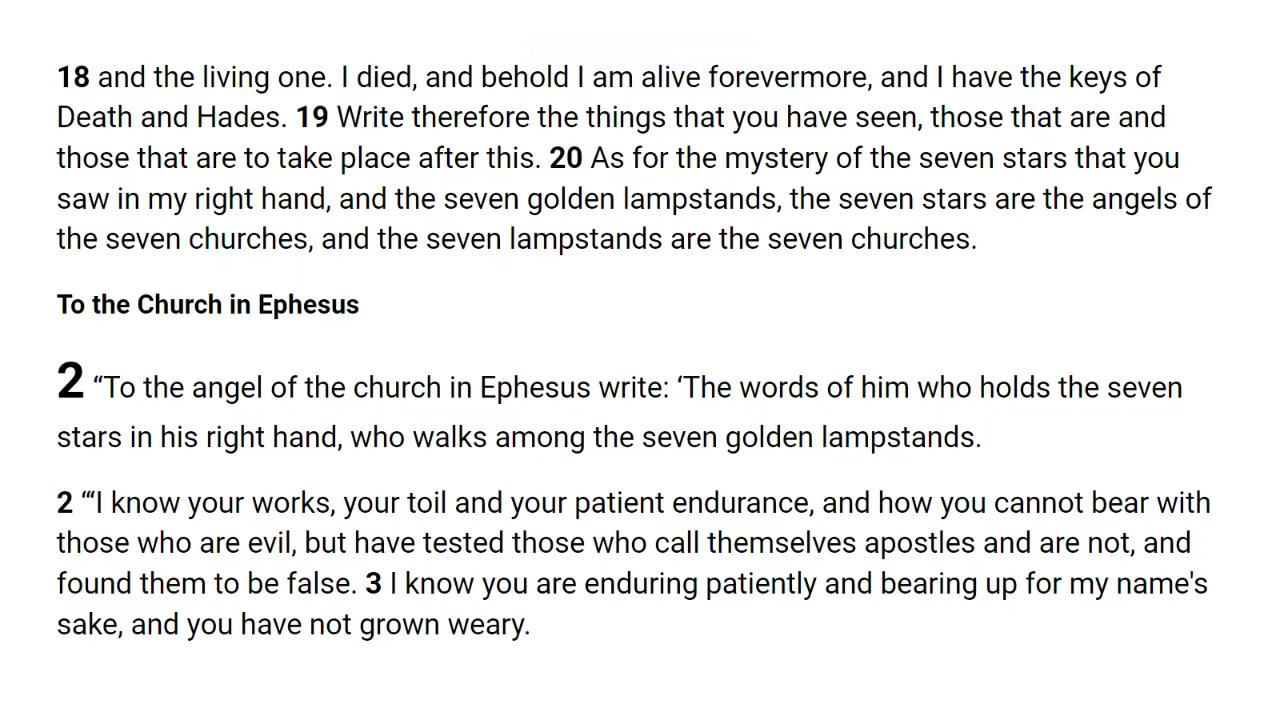 18 and the living one. I died, and behold I am alive forevermore, and I have the keys of
Death and Hades. 19 Write therefore the things that you have seen, those that are and
those that are to take place after this. 20 As for the mystery of the seven stars that you
saw in my right hand, and the seven golden lampstands, the seven stars are the angels of
the seven churches, and the seven lampstands are the seven churches.
To the Church in Ephesus
2 “To the angel of the church in Ephesus write: ‘The words of him who holds the seven
stars in his right hand, who walks among the seven golden lampstands.
2 “‘I know your works, your toil and your patient endurance, and how you cannot bear with
those who are evil, but have tested those who call themselves apostles and are not, and
found them to be false. 3 I know you are enduring patiently and bearing up for my name's
sake, and you have not grown weary.